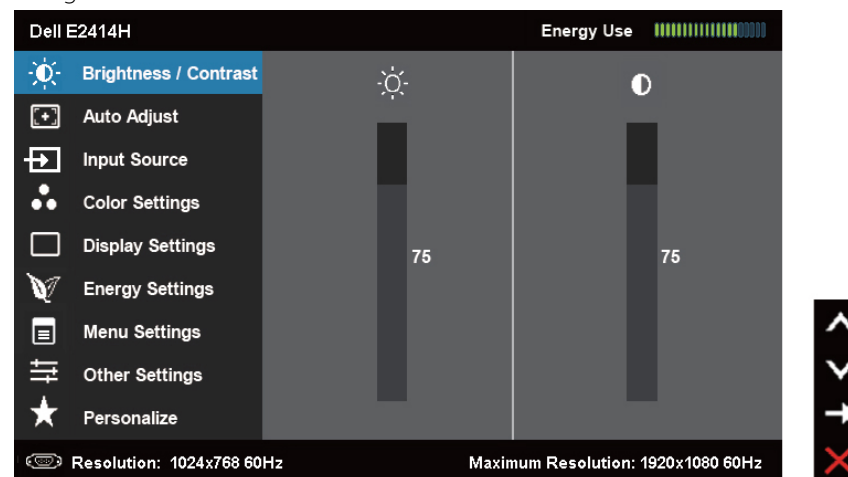 Dell E2414H
Energy Use
Brightness / Contrast
Auto Adjust
Input Source
Color Settings
Display Settings
Energy Settings
Menu Settings
Other Settings
Personalize
75
75
Resolution: 1024x768 60Hz
Maximum Resolution: 1920x1080 60Hz